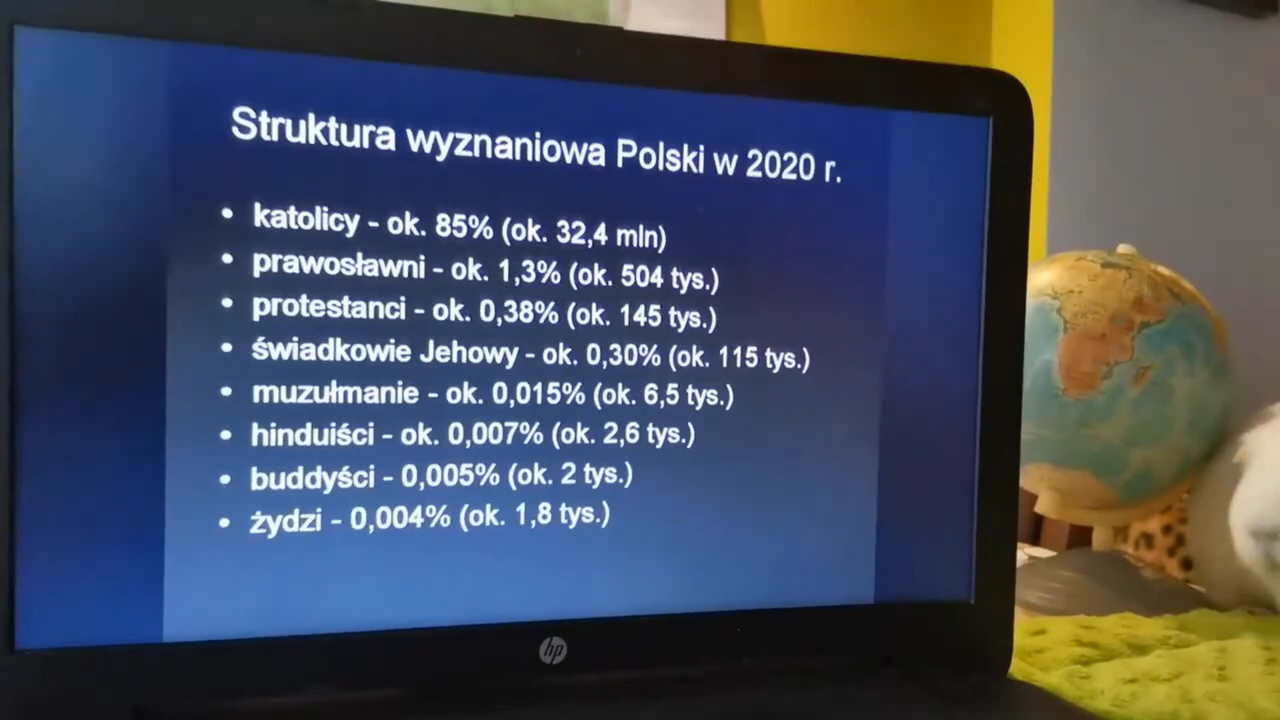 Struktura wyznaniowa Polski w 2020 r.
• katolicy - ok. 85% (ok. 32,4 mln)
• prawosławni - ok. 1,3% (ok. 504 tys.)
• protestanci - ok. 0,38% (ok. 145 tys.)
• świadkowie Jehowy - ok. 0,30% (ok. 115 tys.)
• muzułmanie - ok. 0,015% (ok. 6,5 tys.)
• hinduiści - ok. 0,007% (ok. 2,6 tys.)
• buddyści - 0,005% (ok. 2 tys.)
• żydzi - 0,004% (ok. 1,8 tys.)
hp